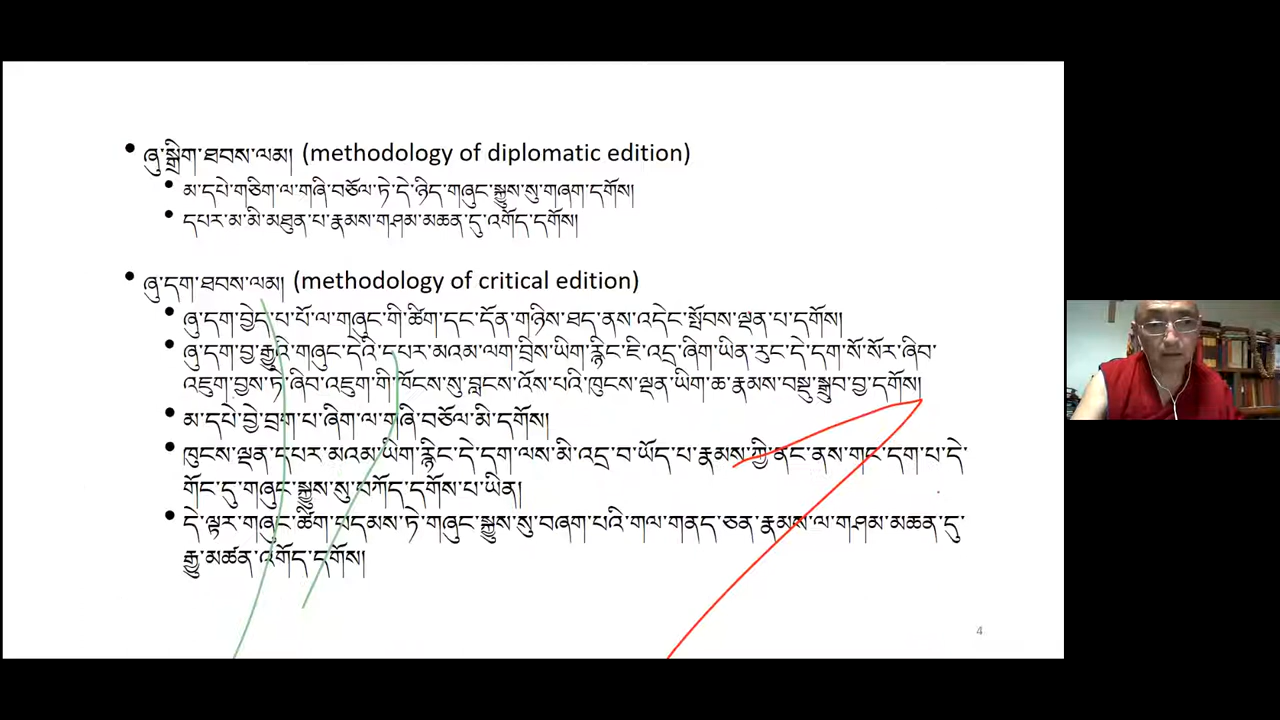 ཞུ་སྒྲིག་ཐབས་ལམ། (methodology of diplomatic edition)
མ་དཔེ་གཅིག་ལ་གཞི་བཅོལ་ཏེ་དེ་ཉིད་གཞུང་སྐྱུས་སུ་གཞག་དགོས།
དཔར་མ་མི་མཐུན་པ་རྣམས་གཤམ་མཆན་དུ་འགོད་དགོས།
ཞུ་དག་ཐབས་ལམ། (methodology of critical edition)
ཞུ་དག་བྱེད་པ་པོ་ལ་གཞུང་གི་ཚིག་དང་དོན་གཉིས་ཐད་ནས་འདེང་སྤོབས་ལྡན་པ་དགོས།
ཞུ་དག་བྱ་རྒྱུའི་གཞུང་དེའི་དཔར་མའམ་ལག་བྲིས་ཡིག་རྙིང་ཇི་འདྲ་ཞིག་ཡིན་རུང་དེ་དག་སོ་སོར་ཞིབ་
འཇུག་བྱས་ཏེ་ཞིབ་འཇུག་གི་ཁོངས་སུ་བླངས་འོས་པའི་ཁུངས་ལྡན་ཡིག་ཆ་རྣམས་བསྡུ་སྒྲུབ་བྱ་དགོས།
མ་དཔེ་བྱེ་བྲག་པ་ཞིག་ལ་གཞི་བཅོལ་མི་དགོས།
ཁུངས་ལྡན་དཔར་མའམ་ཡིག་རྙིང་དེ་དག་ལས་མི་འདྲ་བ་ཡོད་པ་རྣམས་ཀྱི་ནང་ནས་གང་དག་པ་དེ་
གོང་དུ་གཞུང་སྐྱུས་སུ་བཀོད་དགོས་པ་ཡིན།
དེ་ལྟར་གཞུང་ཚིག་བདམས་ཏེ་གཞུང་སྐྱུས་སུ་བཞག་པའི་གལ་གནད་ཅན་རྣམས་ལ་གཤམ་མཆན་དུ་
རྒྱུ་མཚན་འགོད་དགོས།
4